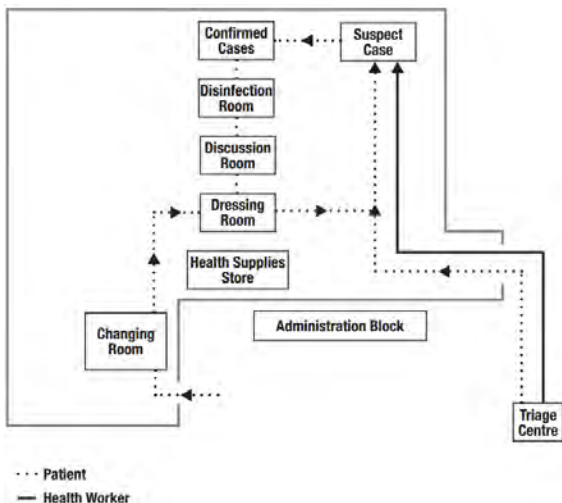 Confirmed
Cases
Suspect
Case
Disinfection
Room
Discussion
Room
Dressing
Room
Health Supplies
Store
Changing
Room
Administration Block
Triage
Centre
Patient
Health Worker